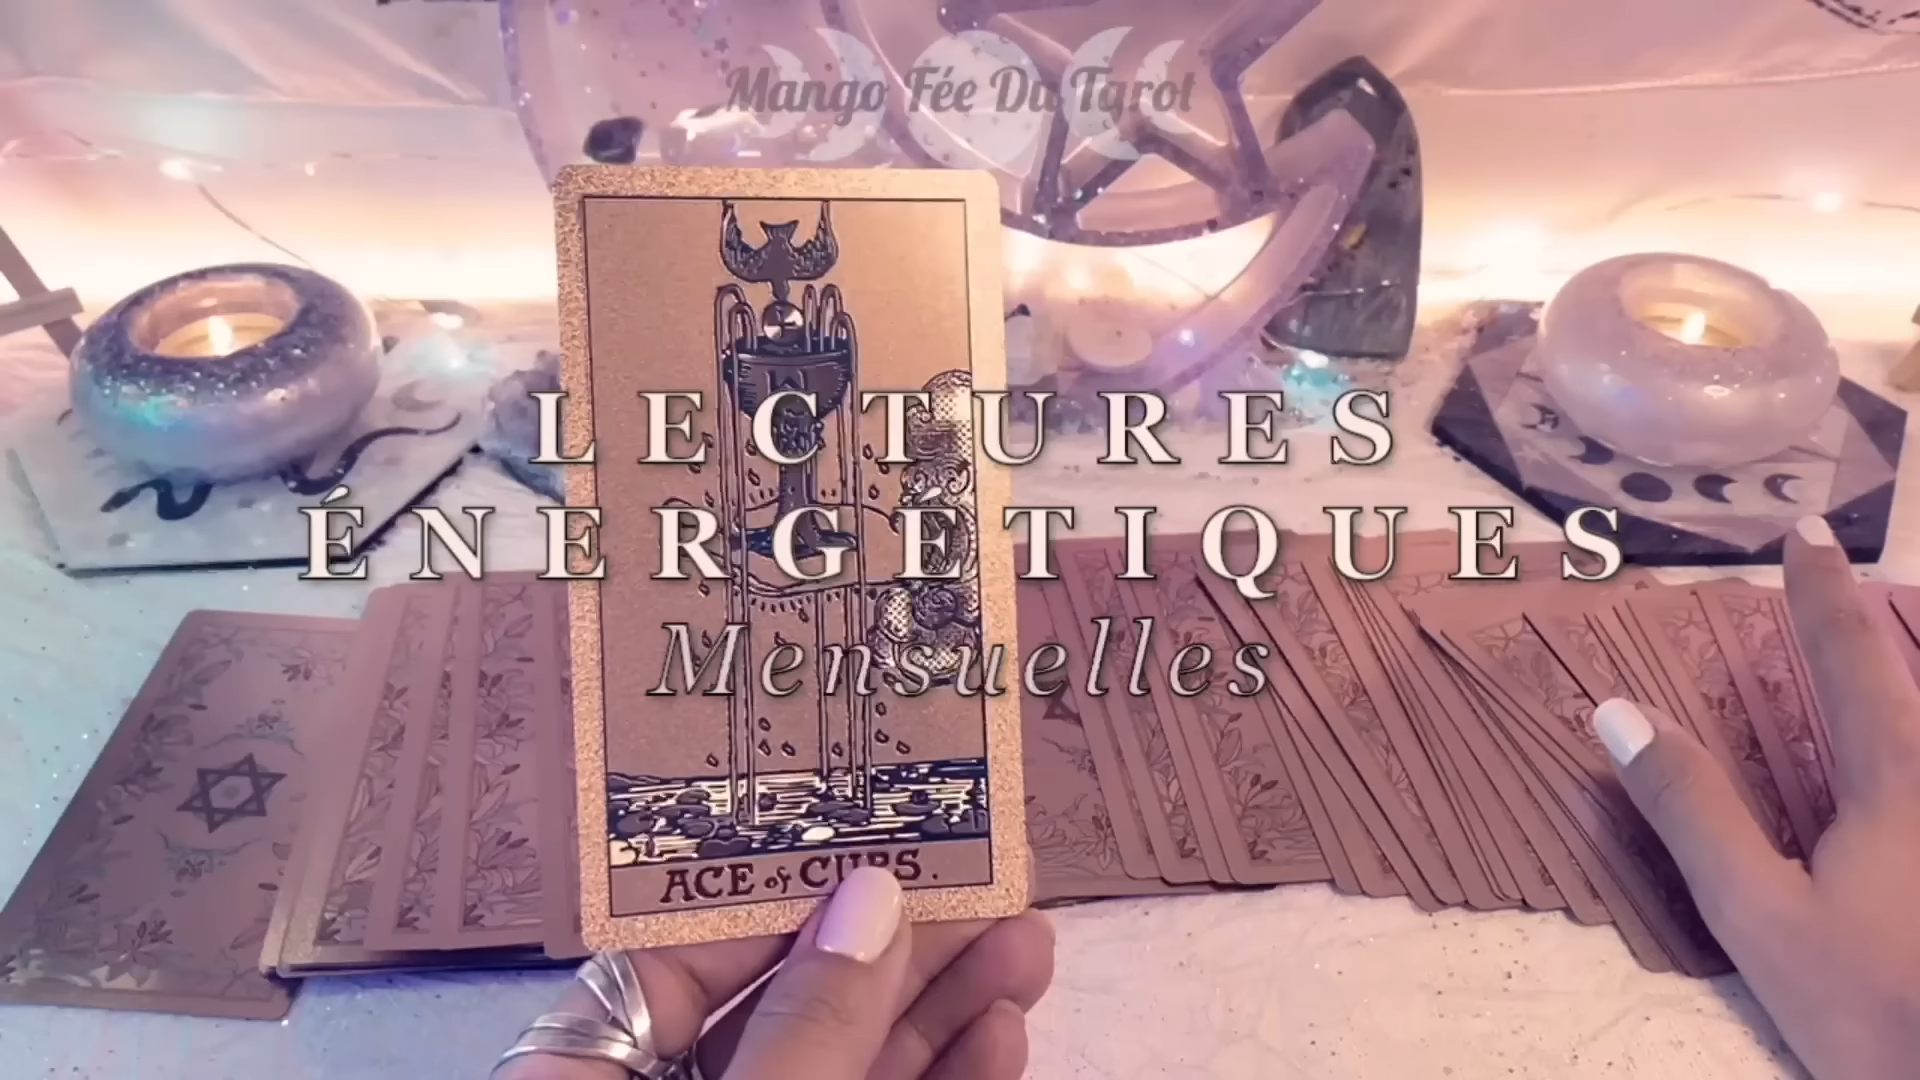 Mango Fée Du Tarot
LECTURES
ÉNERGÉTIQUES
Mensuelles
ACE of CUPS.